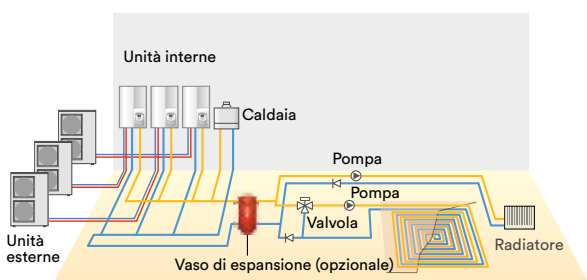 Unità interne
Caldaia
Pompa
Pompa
Valvola
Unità
esterne
Radiatore
Vaso di espansione (opzionale)